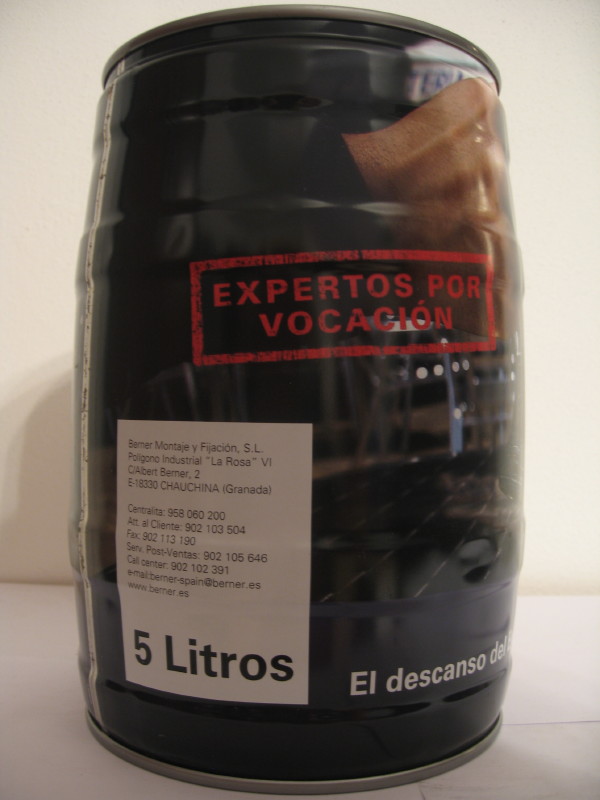 EXPERTOS POR
VOCACIÓN
Berner Montaje y Fijación, S.L.
Polígono Industrial "La Rosa" VI
C/Albert Berner, 2
E-18330 CHAUCHINA (Granada)
Centralita: 958 060 200
Att. al Cliente: 902 103 504
Fax: 902 113 190
Serv. Post-Ventas: 902 105 646
Call center: 902 102 391
e-mail:berner-spain@berner.es
www.berner.es
5 Litros
El descanso del